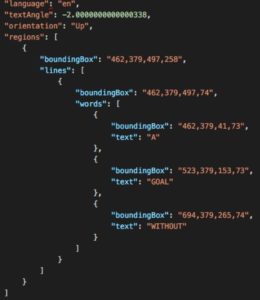 "language": "en",
"textAngle": -2.0000000000000338,
"orientation": "Up",
"regions": [
{
"boundingBox": "462,379,497,258",
"lines": [
{
"boundingBox": "462,379,497,74",
"words": [
{
"boundingBox": "462,379,41,73",
"text": "A"
},
{
"boundingBox": "523,379,153,73",
"text": "GOAL"
},
{
"boundingBox": "694,379,265,74",
"text": "WITHOUT"
}
]
}
]
}
]